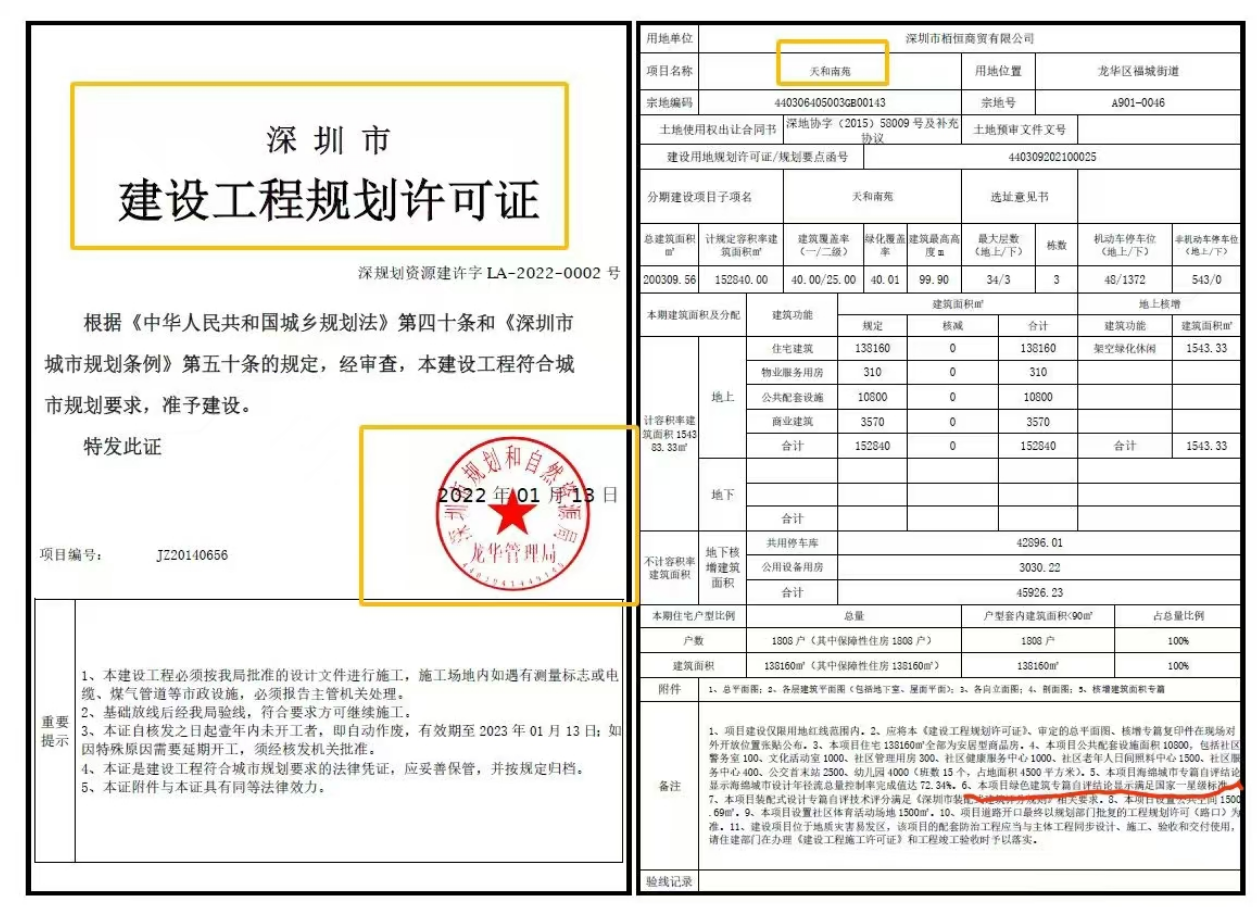 深圳市
建设工程规划许可证
深规划资源建许字 LA-2022-0002 号
根据《中华人民共和国城乡规划法》第四十条和《深圳市
城市规划条例》第五十条的规定，经审查，本建设工程符合城
市规划要求，准予建设。
特发此证
深圳市规划和自然资源局
2022 年 01 月 13 日
龙华管理局
项目编号： JZ20140656
重要
提示
1、本建设工程必须按我局批准的设计文件进行施工，施工场地内如遇有测量标志或电
缆、煤气管道等市政设施，必须报告主管机关处理。
2、基础放线后经我局验线，符合要求方可继续施工。
3、本证自核发之日起壹年内未开工者，即自动作废，有效期至 2023 年 01 月 13 日；如
因特殊原因需要延期开工，须经核发机关批准。
4、本证是建设工程符合城市规划要求的法律凭证，应妥善保管，并按规定归档。
5、本证附件与本证具有同等法律效力。
用地单位 深圳市栢恒商贸有限公司
项目名称 天和南苑 用地位置 龙华区福城街道
宗地编码 440306405003GB00143 宗地号 A901-0046
土地使用权出让合同书 深地协字（2015）58009 号及补充
协议 土地预审文件文号
建设用地规划许可证/规划要点函号 440309202100025
分期建设项目子项名 天和南苑 选址意见书
总建筑面积
㎡ 计规定容积率建
筑面积㎡ 建筑覆盖率
（一/二级） 绿化覆盖
率 建筑最高高
度 m 最大层数
（地上/下） 栋数 机动车停车位
（地上/下） 非机动车停车位
（地上/下）
200309.56 152840.00 40.00/25.00 40.01 99.90 34/3 3 48/1372 543/0
本期建筑面积及分配 建筑功能 建筑面积㎡ 地上核增
规定 核减 合计 建筑功能 建筑面积㎡
计容积率建
筑面积 1543
83.33㎡
地上
住宅建筑 138160 0 138160 架空绿化休闲 1543.33
物业服务用房 310 0 310
公共配套设施 10800 10800
商业建筑 3570 3570
合计 152840 0 152840 合计 1543.33
地下
合计
不计容积率
建筑面积
地下核
增建筑
面积
共用停车库 42896.01
公用设备用房 3030.22
合计 45926.23
本期住宅户型比例 总量 户型套内建筑面积<90㎡ 占总量比例
户数 1808 户（其中保障性住房 1808 户） 1808 户 100%
建筑面积 138160㎡（其中保障性住房 138160㎡） 138160㎡ 100%
附件 1、总平面图；2、各层建筑平面图（包括地下室、屋面平面）；3、各向立面图；4、剖面图；5、核增建筑面积专篇
备注
1、项目建设仅限用地红线范围内。2、应将本《建设工程规划许可证》、审定的总平面图、核增专篇复印件在现场对
外开放位置张贴公布。3、本项目住宅 138160㎡全部为安居型商品房。4、本项目公共配套设施面积 10800，包括社区
警务室 100、文化活动室 1000、社区管理用房 300、社区健康服务中心 1000、社区老年人日间照料中心 1500、社区服
务中心 400、公交首末站 2500、幼儿园 4000（班数 15 个，占地面积 4500 平方米）。5、本项目海绵城市专篇自评结论
显示海绵城市设计年径流总量控制率完成值达 72.34%。6、本项目绿色建筑专篇自评结论显示满足国家一星级标准。
7、本项目装配式设计专篇自评技术评分满足《深圳市装配式建筑评分规则》相关要求。8、本项目设置公共空间 1500
.69㎡。9、本项目设置社区体育活动场地 1500㎡。10、项目道路开口最终以规划部门批复的工程规划许可（路口）为
准。11、建设项目位于地质灾害易发区，该项目的配套防治工程应当与主体工程同步设计、施工、验收和交付使用，
请住建部门在办理《建设工程施工许可证》和工程竣工验收时予以落实。
验线记录